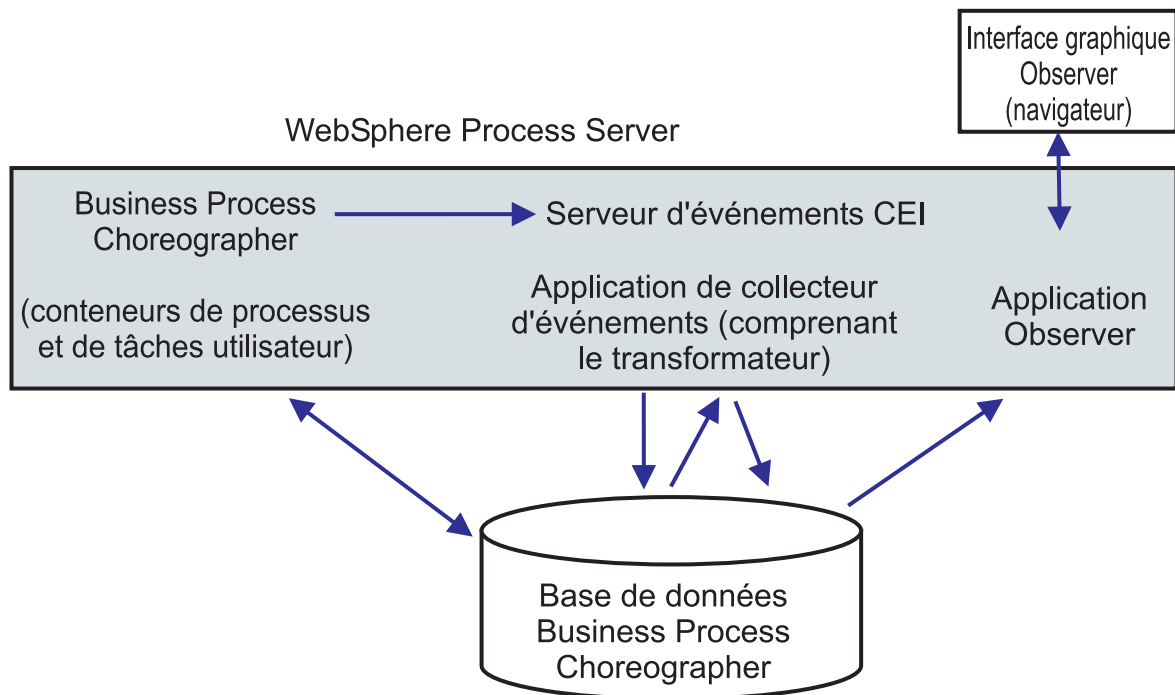 Interface graphique
Observer
(navigateur)
WebSphere Process Server
Business Process
Choreographer
Serveur d'événements CEI
(conteneurs de processus
et de tâches utilisateur)
Application de collecteur
d'événements (comprenant
le transformateur)
Application
Observer
Base de données
Business Process
Choreographer